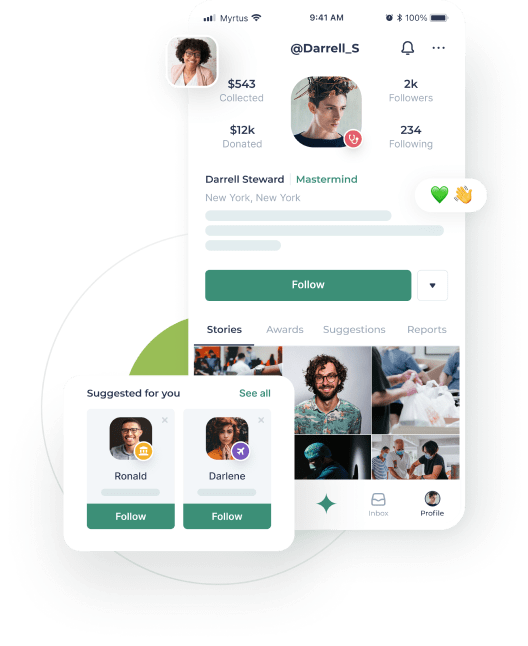 Myrtus 9:41 AM 100%
@Darrell_S
$543
Collected
2k
Followers
$12k
Donated
234
Following
Darrell Steward Mastermind
New York, New York
Follow
Stories Awards Suggestions Reports
Suggested for you See all
Ronald Darlene
Follow Follow
Inbox Profile